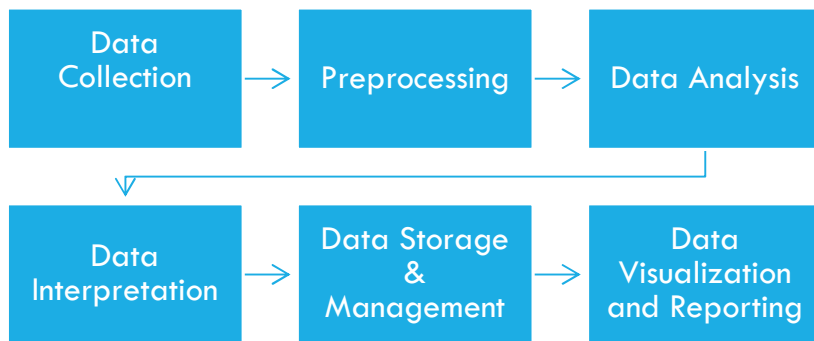 Data
Collection
Preprocessing
Data Analysis
Data
Interpretation
Data Storage
&
Management
Data
Visualization
and Reporting